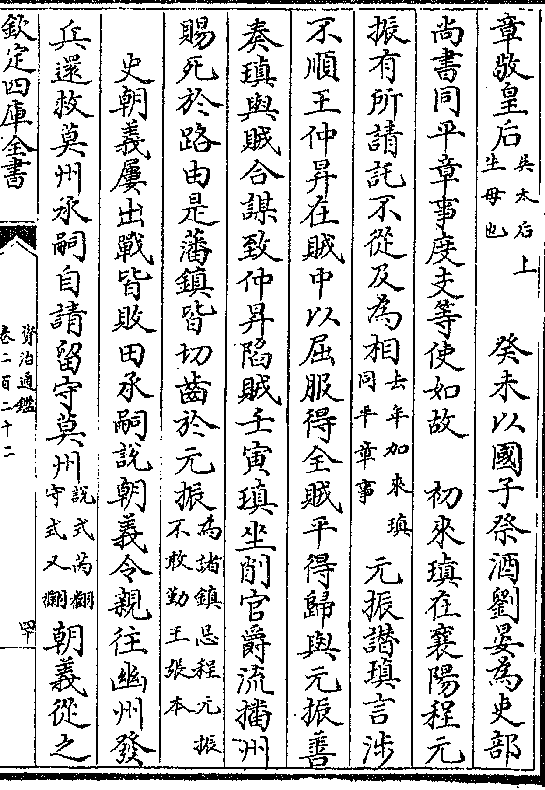 章敬皇后吳太后生母也上　癸未以國子祭酒劉晏為吏部
尚書同平章事度支等使如故　初來瑱在襄陽程元
振有所請託不從及為相去年加來瑱同平章事元振譖瑱言涉
不順王仲昇在賊中以屈服得全賊平得歸與元振善
奏瑱與賊合謀致仲昇陷賊壬寅瑱坐削官爵流播州
賜死於路由是藩鎮皆切齒於元振為諸鎮忌程元振不敢勤王張本
史朝義屢出戰皆敗田承嗣說朝義令親往幽州發
兵還救莫州承嗣自請留守莫州說式芮翻守式又翻朝義從之
欽定四庫全書
資治通鑑
卷二百二十二